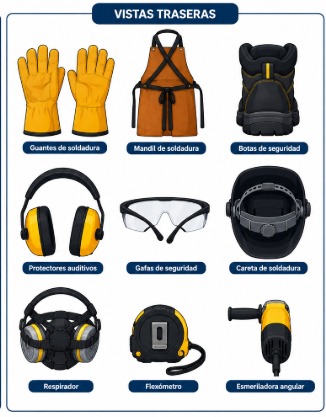 VISTAS TRASERAS
Guantes de soldadura
Mandil de soldadura
Botas de seguridad
Protectores auditivos
Gafas de seguridad
Careta de soldadura
Respirador
Flexómetro
Esmeriladora angular